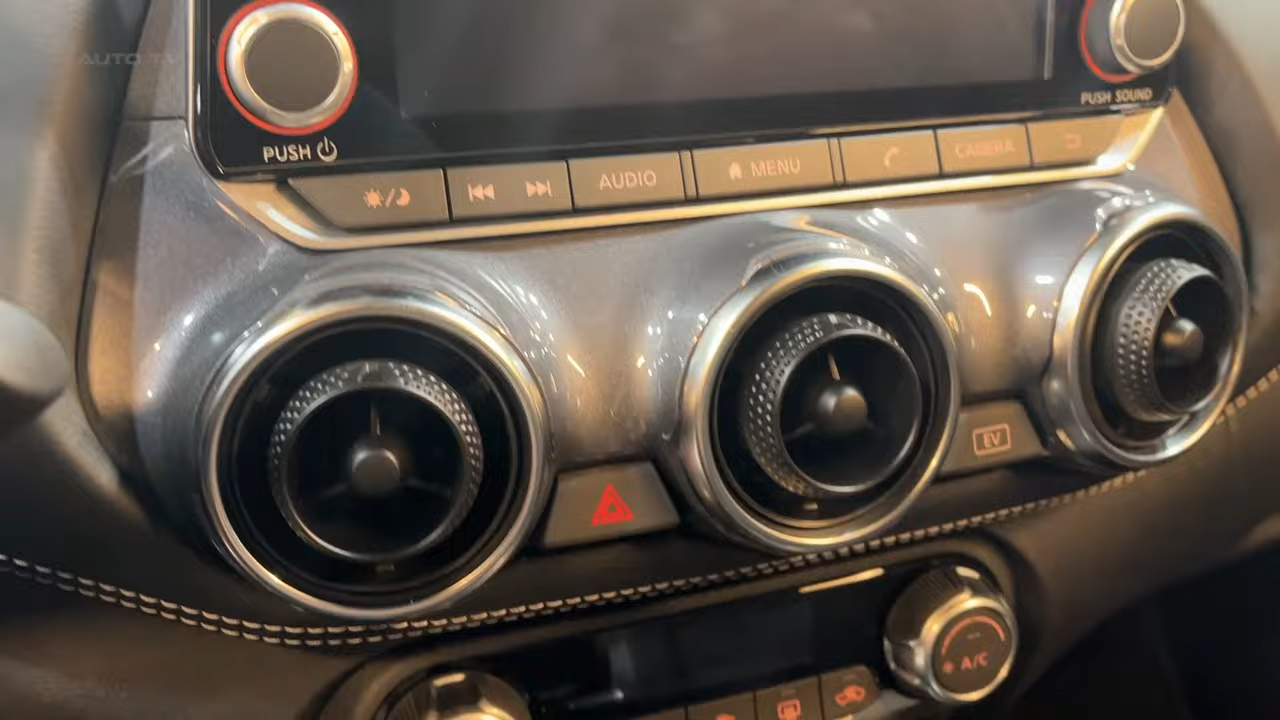 AUTO TV
PUSH
PUSH SOUND
AUDIO
MENU
CAMERA
EV
A/C